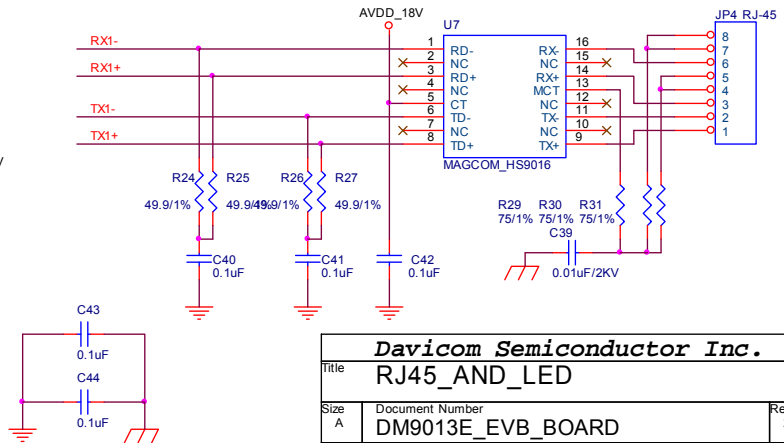 AVDD_18V
U7
JP4 RJ-45
RX1-
RX1+
TX1-
TX1+
1 RD- RX- 16
2 NC NC 15
3 RD+ RX+ 14
4 NC MCT 13
5 CT NC 12
6 TD- TX- 11
7 NC NC 10
8 TD+ TX+ 9
MAGCOM_HS9016
8
7
6
5
4
3
2
1
R24 R25 R26 R27
49.9/1% 49.9/1% 49.9/1% 49.9/1%
R29 R30 R31
75/1% 75/1% 75/1%
C39
0.01uF/2KV
C40
0.1uF
C41
0.1uF
C42
0.1uF
C43
0.1uF
C44
0.1uF
Davicom Semiconductor Inc.
Title
RJ45_AND_LED
Size
A
Document Number
DM9013E_EVB_BOARD